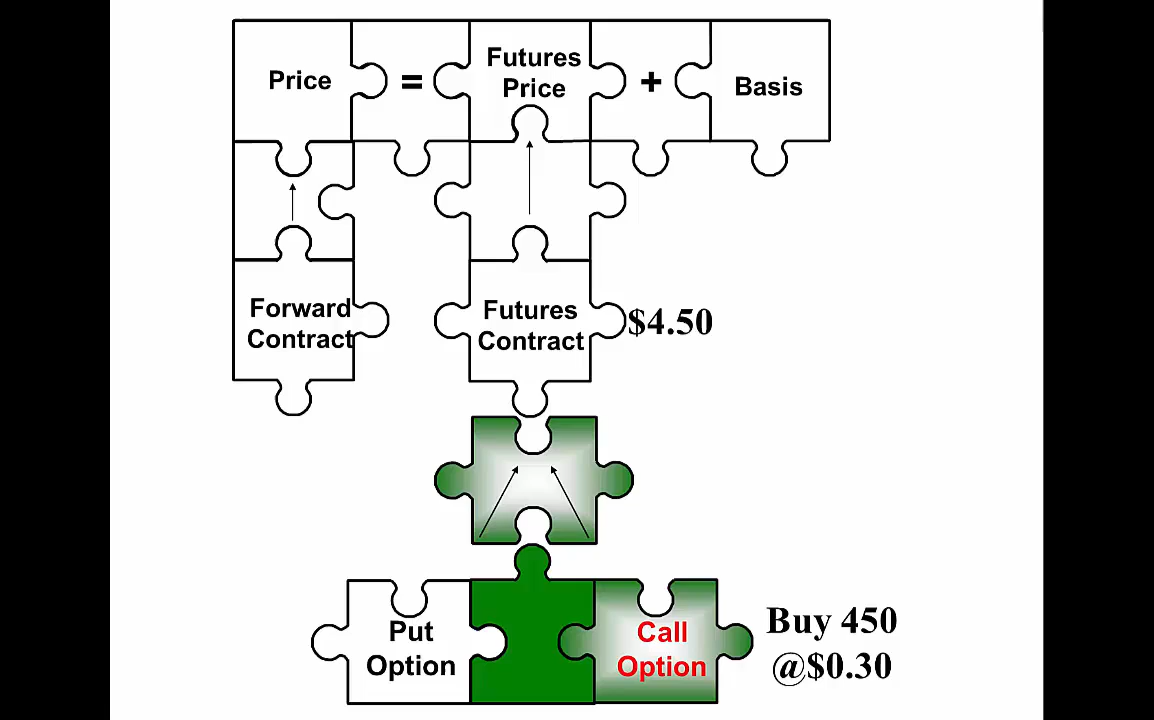 Price
=
Futures
Price
+
Basis
Forward
Contract
Futures
Contract
$4.50
Put
Option
Call
Option
Buy 450
@$0.30